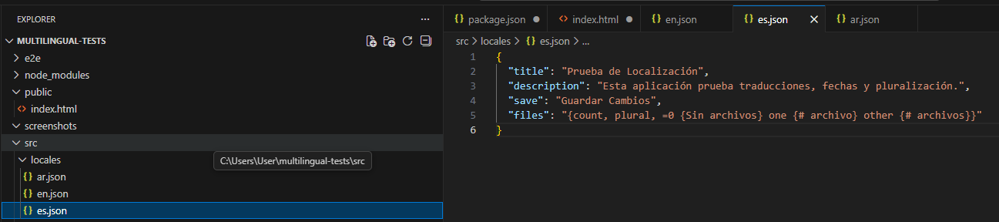 EXPLORER ...
MULTILINGUAL-TESTS
e2e
node_modules
public
index.html
screenshots
src
locales
C:\Users\User\multilingual-tests\src
ar.json
en.json
es.json
package.json index.html en.json es.json ar.json
src > locales > {} es.json > ...
1 {
2 "title": "Prueba de Localización",
3 "description": "Esta aplicación prueba traducciones, fechas y pluralización.",
4 "save": "Guardar Cambios",
5 "files": "{count, plural, =0 {Sin archivos} one {# archivo} other {# archivos}}"
6 }